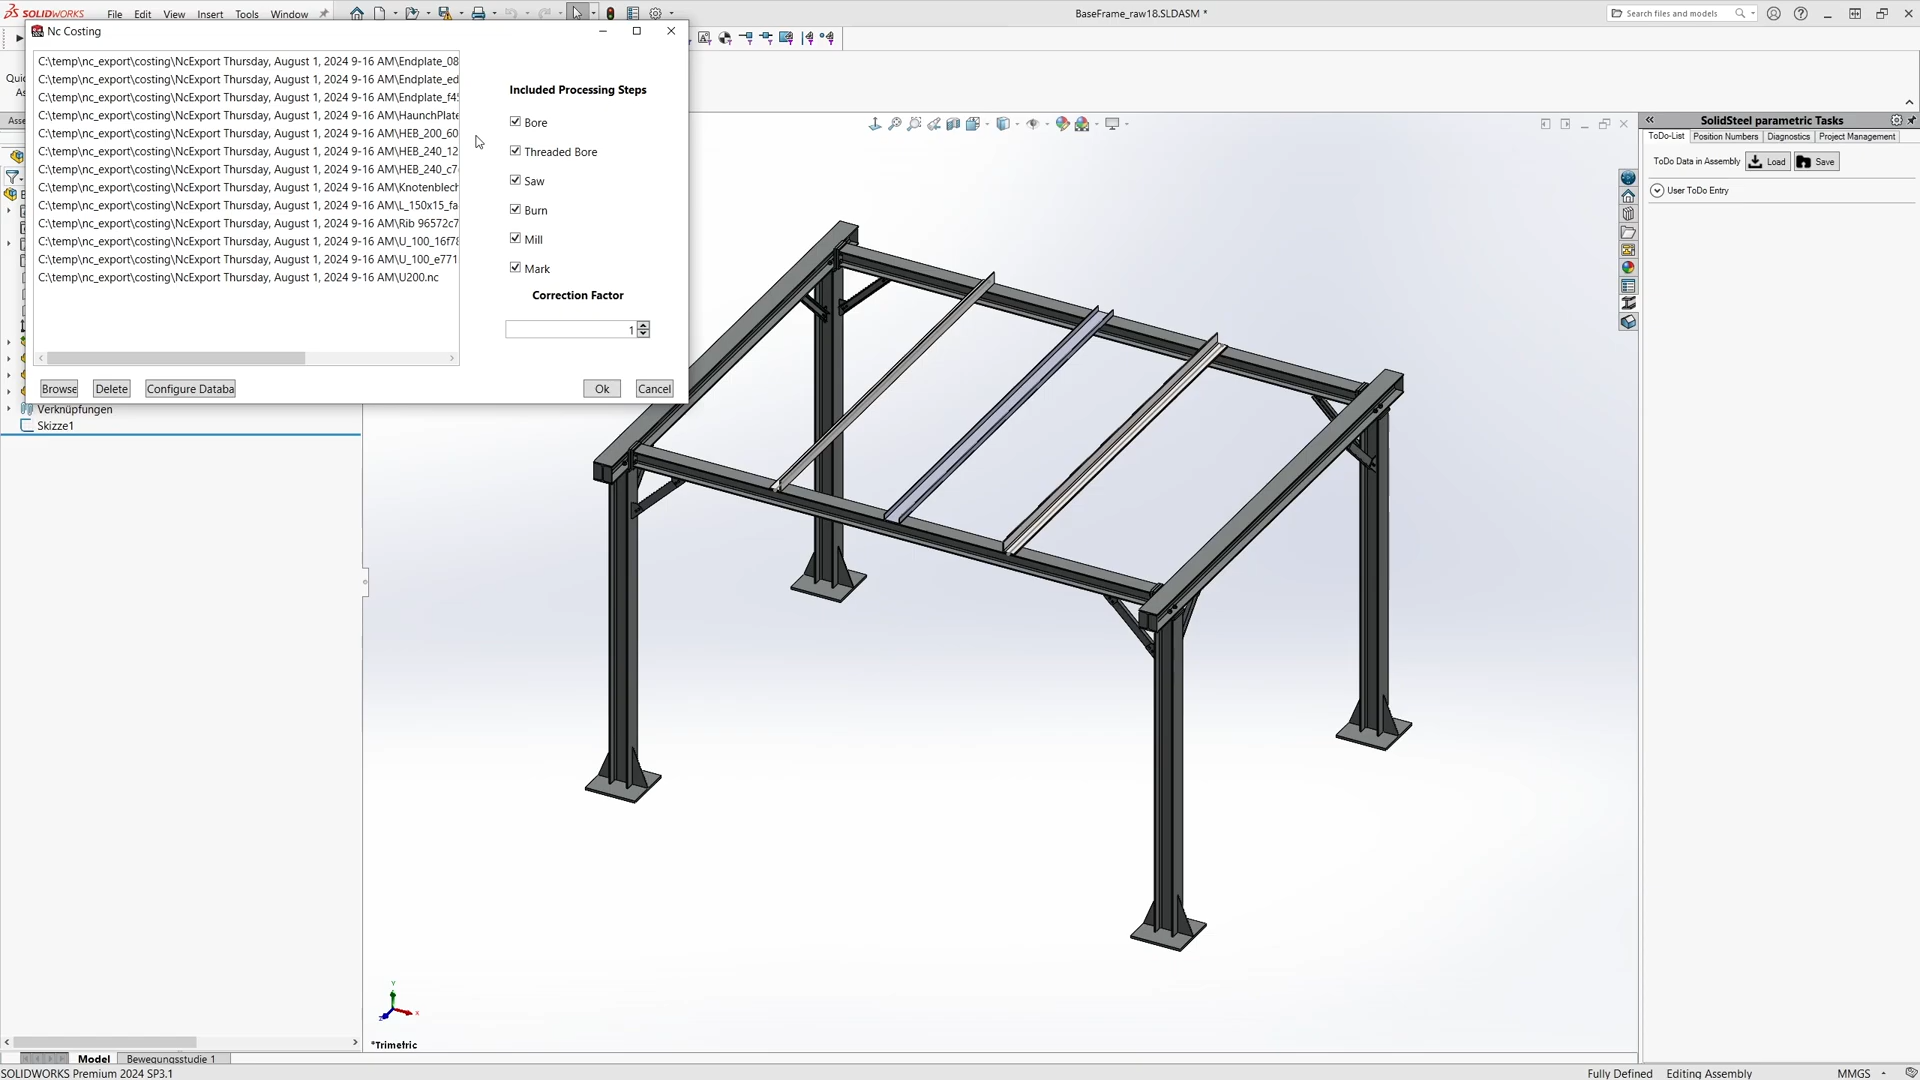 SOLIDWORKS File Edit View Insert Tools Window
BaseFrame_raw18.SLDASM *
Search files and models
Nc Costing
C:\temp\nc_export\costing\NcExport Thursday, August 1, 2024 9-16 AM\Endplate_08
C:\temp\nc_export\costing\NcExport Thursday, August 1, 2024 9-16 AM\Endplate_ed
C:\temp\nc_export\costing\NcExport Thursday, August 1, 2024 9-16 AM\Endplate_f4
C:\temp\nc_export\costing\NcExport Thursday, August 1, 2024 9-16 AM\HaunchPlate
C:\temp\nc_export\costing\NcExport Thursday, August 1, 2024 9-16 AM\HEB_200_60
C:\temp\nc_export\costing\NcExport Thursday, August 1, 2024 9-16 AM\HEB_240_12
C:\temp\nc_export\costing\NcExport Thursday, August 1, 2024 9-16 AM\HEB_240_c7
C:\temp\nc_export\costing\NcExport Thursday, August 1, 2024 9-16 AM\Knotenblech
C:\temp\nc_export\costing\NcExport Thursday, August 1, 2024 9-16 AM\L_150x15_fa
C:\temp\nc_export\costing\NcExport Thursday, August 1, 2024 9-16 AM\Rib 96572c7
C:\temp\nc_export\costing\NcExport Thursday, August 1, 2024 9-16 AM\U_100_16f78
C:\temp\nc_export\costing\NcExport Thursday, August 1, 2024 9-16 AM\U_100_e771
C:\temp\nc_export\costing\NcExport Thursday, August 1, 2024 9-16 AM\U200.nc
Included Processing Steps
Bore
Threaded Bore
Saw
Burn
Mill
Mark
Correction Factor
1
Browse Delete Configure Databa Ok Cancel
Quic
As
Asse
Verknüpfungen
Skizze1
SolidSteel parametric Tasks
ToDo-List Position Numbers Diagnostics Project Management
ToDo Data in Assembly Load Save
User ToDo Entry
Y
X
Z
*Trimetric
Model Bewegungsstudie 1
SOLIDWORKS Premium 2024 SP3.1
Fully Defined Editing Assembly MMGS